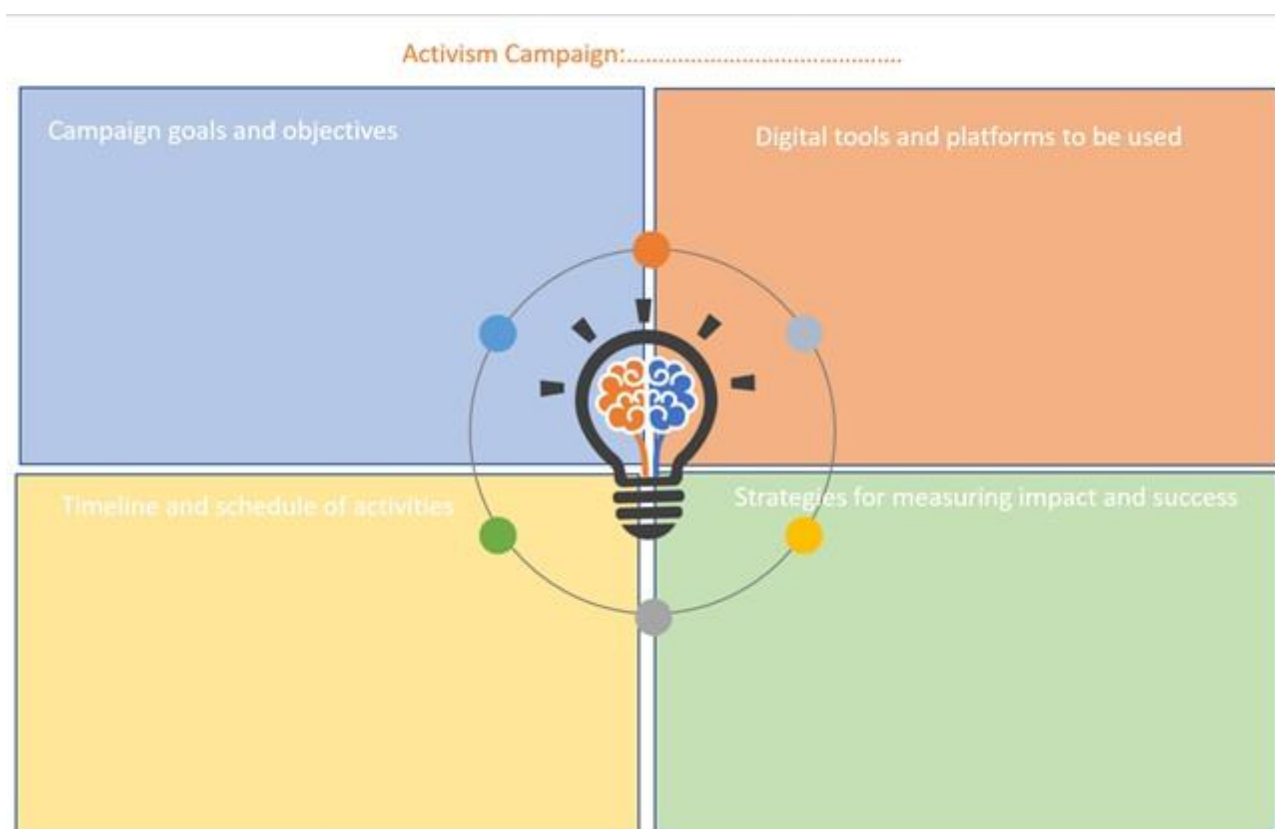 Activism Campaign:............................................
Campaign goals and objectives
Digital tools and platforms to be used
Timeline and schedule of activities
Strategies for measuring impact and success